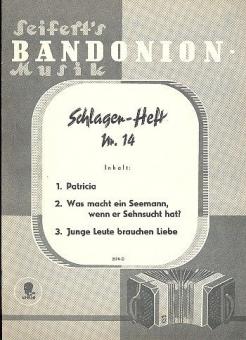 Seifert's
BANDONION-
Musik
Schlager-Heft
Nr. 14
Inhalt:
1. Patricia
2. Was macht ein Seemann,
wenn er Sehnsucht hat?
3. Junge Leute brauchen Liebe